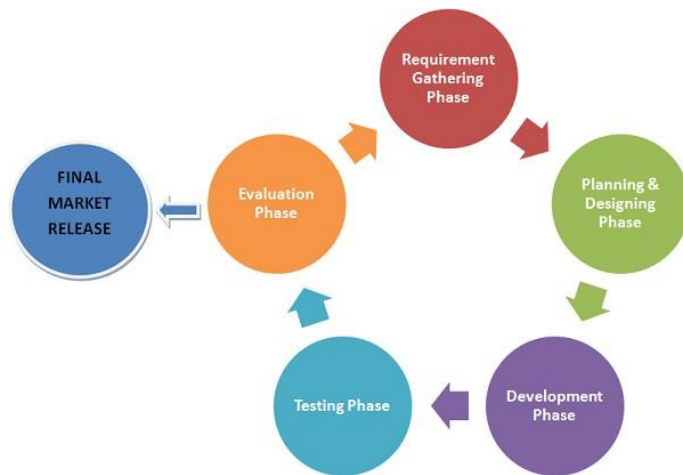 Requirement
Gathering
Phase
Planning &
Designing
Phase
Development
Phase
Testing Phase
Evaluation
Phase
FINAL
MARKET
RELEASE